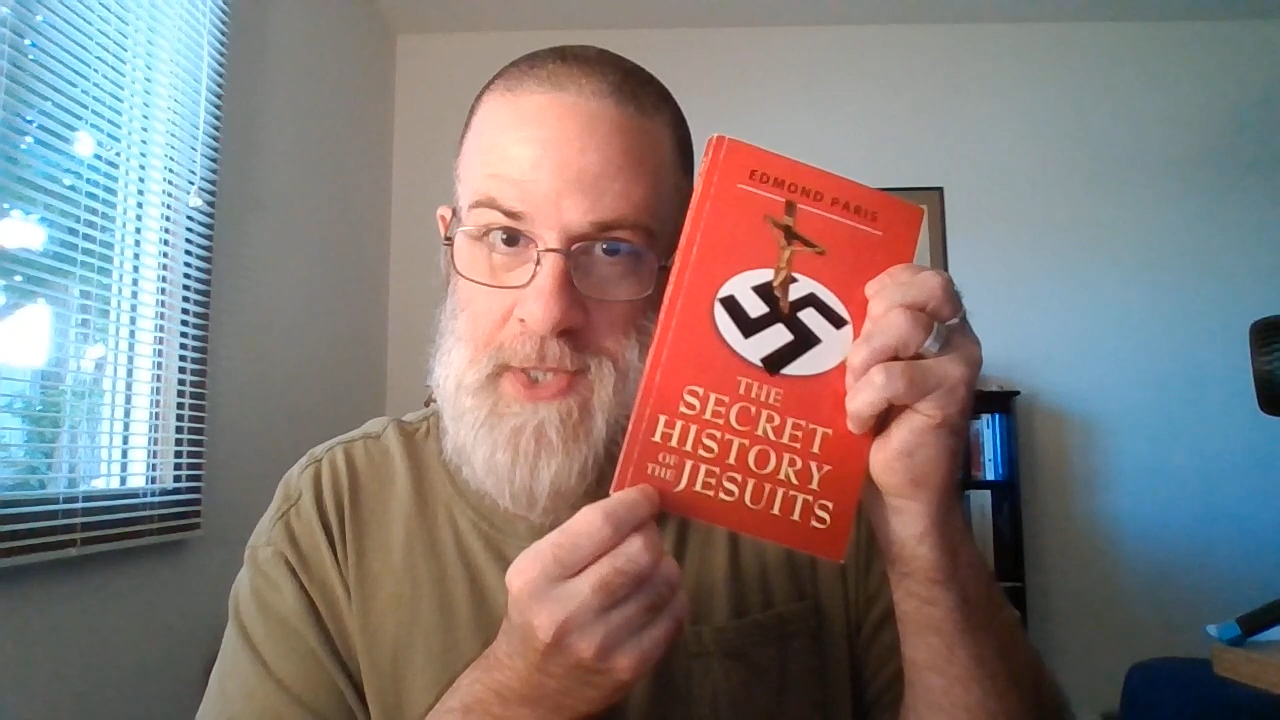 EDMOND PARIS
THE
SECRET
HISTORY
OF
THE JESUITS